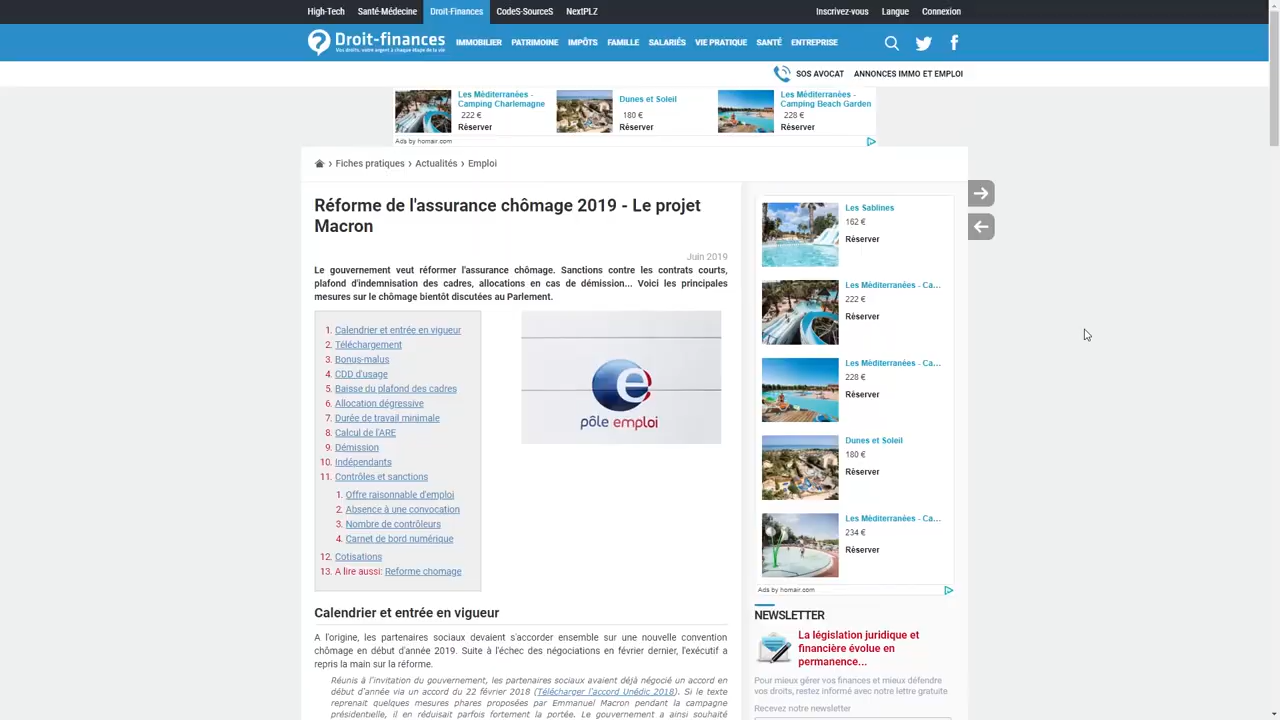 High-Tech Santé-Médecine Droit-Finances CodeS-SourceS NextPLZ Inscrivez-vous Langue Connexion
Droit-finances
Vos droits, votre argent à chaque étape de la vie
IMMOBILIER PATRIMOINE IMPÔTS FAMILLE SALARIÉS VIE PRATIQUE SANTÉ ENTREPRISE
SOS AVOCAT ANNONCES IMMO ET EMPLOI
Les Méditerranées -
Camping Charlemagne
222 €
Réserver
Dunes et Soleil
180 €
Réserver
Les Méditerranées -
Camping Beach Garden
228 €
Réserver
Ads by homair.com
Fiches pratiques › Actualités › Emploi
Réforme de l'assurance chômage 2019 - Le projet
Macron
Juin 2019
Le gouvernement veut réformer l'assurance chômage. Sanctions contre les contrats courts,
plafond d'indemnisation des cadres, allocations en cas de démission... Voici les principales
mesures sur le chômage bientôt discutées au Parlement.
1. Calendrier et entrée en vigueur
2. Téléchargement
3. Bonus-malus
4. CDD d'usage
5. Baisse du plafond des cadres
6. Allocation dégressive
7. Durée de travail minimale
8. Calcul de l'ARE
9. Démission
10. Indépendants
11. Contrôles et sanctions
1. Offre raisonnable d'emploi
2. Absence à une convocation
3. Nombre de contrôleurs
4. Carnet de bord numérique
12. Cotisations
13. A lire aussi: Reforme chomage
pôle emploi
Calendrier et entrée en vigueur
A l'origine, les partenaires sociaux devaient s'accorder ensemble sur une nouvelle convention
chômage en début d'année 2019. Suite à l'échec des négociations en février dernier, l'exécutif a
repris la main sur la réforme.
Réunis à l'invitation du gouvernement, les partenaires sociaux avaient déjà négocié un accord en
début d'année via un accord du 22 février 2018 (Télécharger l'accord Unédic 2018). Si le texte
reprenait quelques mesures phares proposées par Emmanuel Macron pendant la campagne
présidentielle, il en réduisait parfois fortement la portée. Le gouvernement a ainsi souhaité
Les Sablines
162 €
Réserver
Les Méditerranées - Ca...
222 €
Réserver
Les Méditerranées - Ca...
228 €
Réserver
Dunes et Soleil
180 €
Réserver
Les Méditerranées - Ca...
234 €
Réserver
Ads by homair.com
NEWSLETTER
La législation juridique et
financière évolue en
permanence...
Pour mieux gérer vos finances et mieux défendre
vos droits, restez informé avec notre lettre gratuite
Recevez notre newsletter